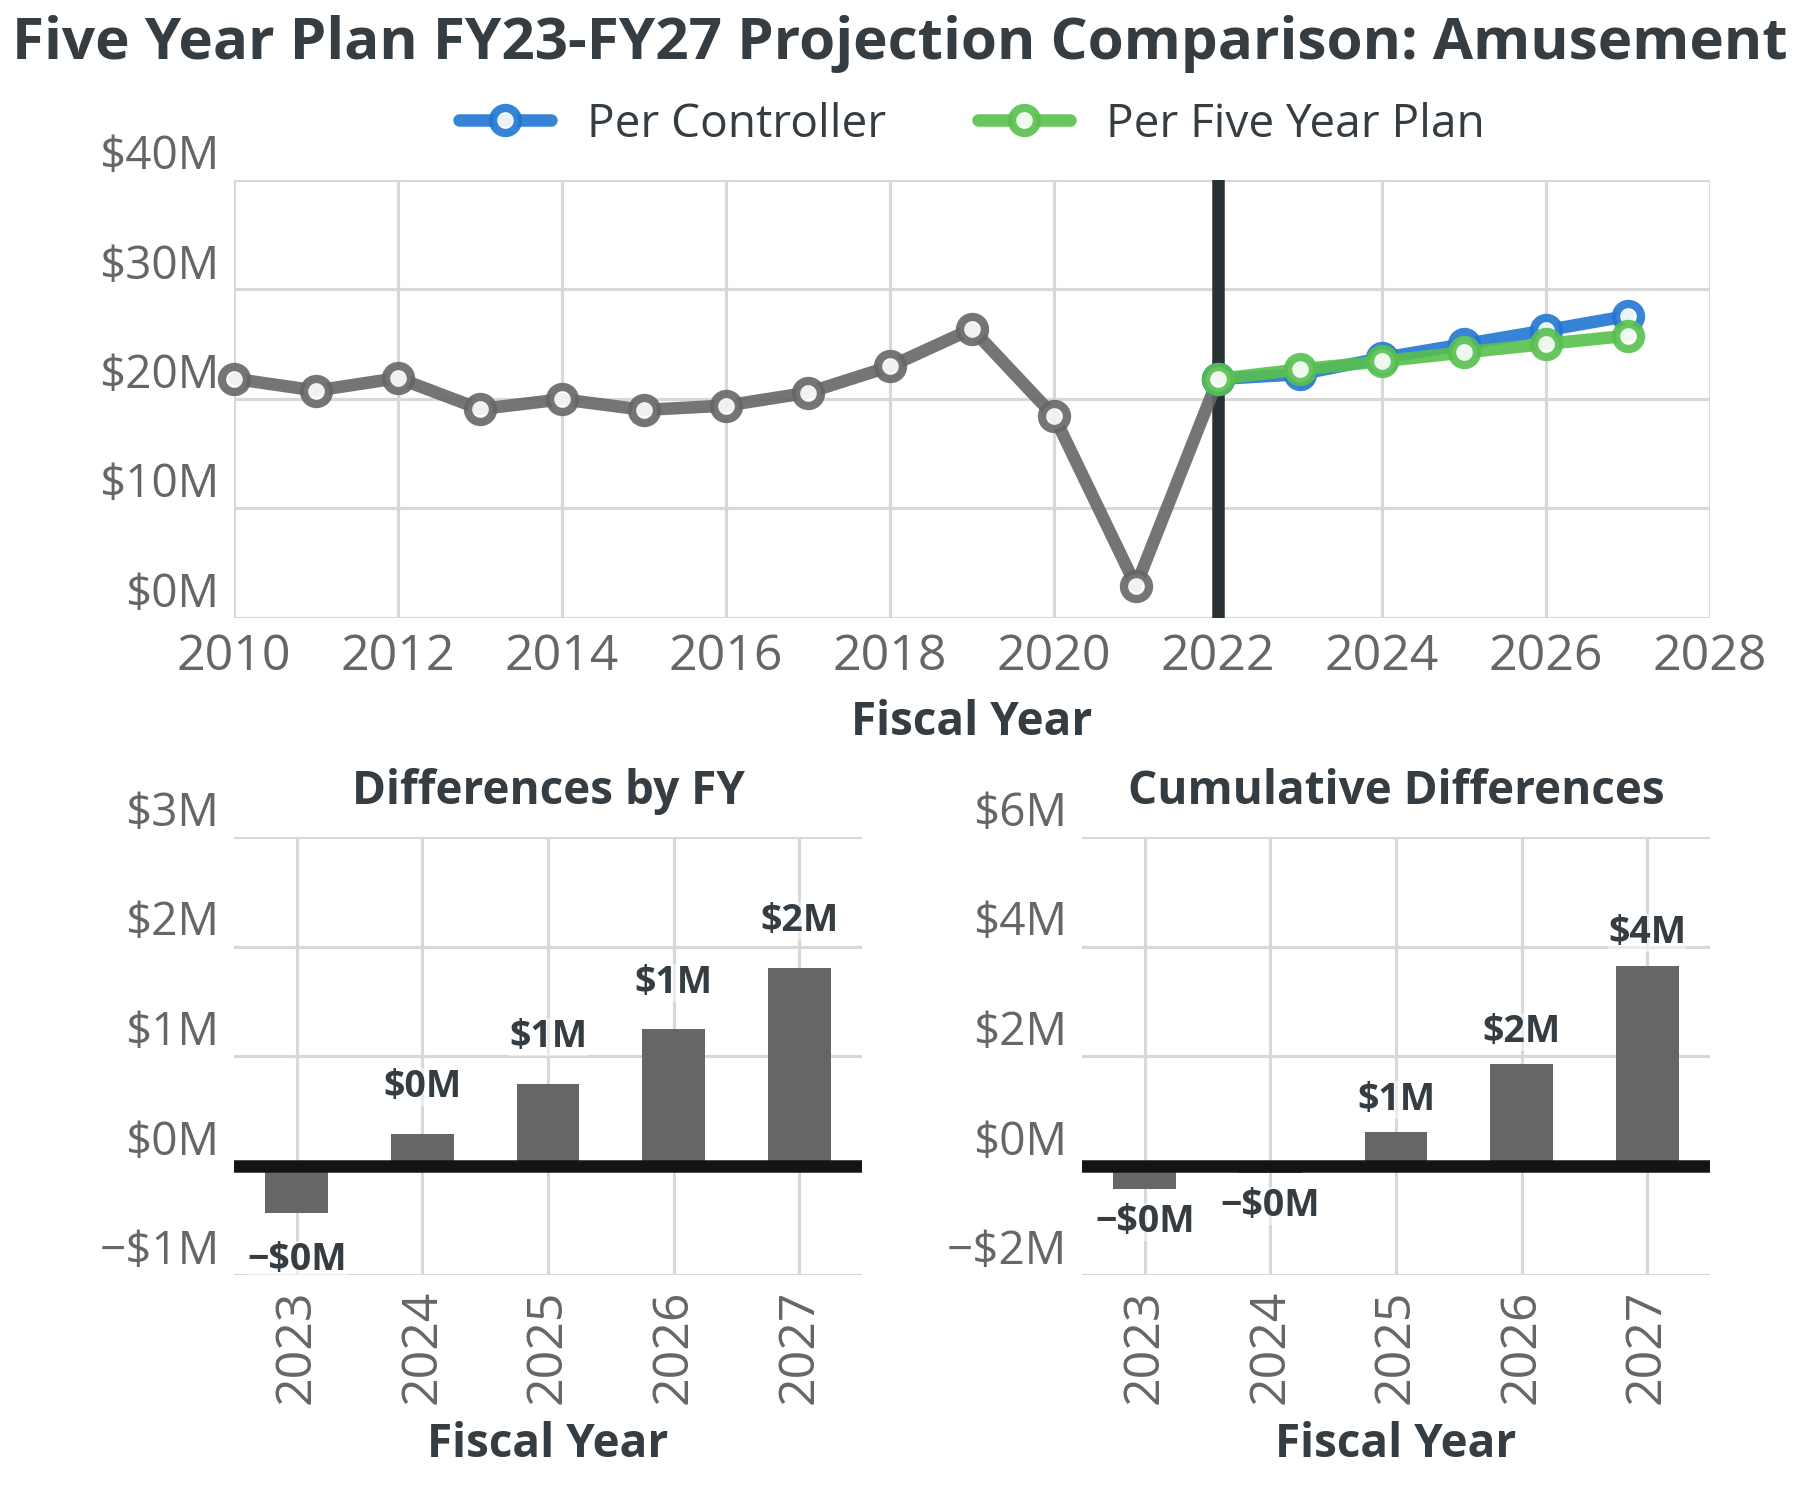 Five Year Plan FY23-FY27 Projection Comparison: Amusement
Per Controller Per Five Year Plan
$40M
$30M
$20M
$10M
$0M
2010 2012 2014 2016 2018 2020 2022 2024 2026 2028
Fiscal Year
Differences by FY
$3M
$2M
$1M
$0M
−$1M
−$0M
$0M
$1M
$1M
$2M
2023 2024 2025 2026 2027
Fiscal Year
Cumulative Differences
$6M
$4M
$2M
$0M
−$2M
−$0M
−$0M
$1M
$2M
$4M
2023 2024 2025 2026 2027
Fiscal Year